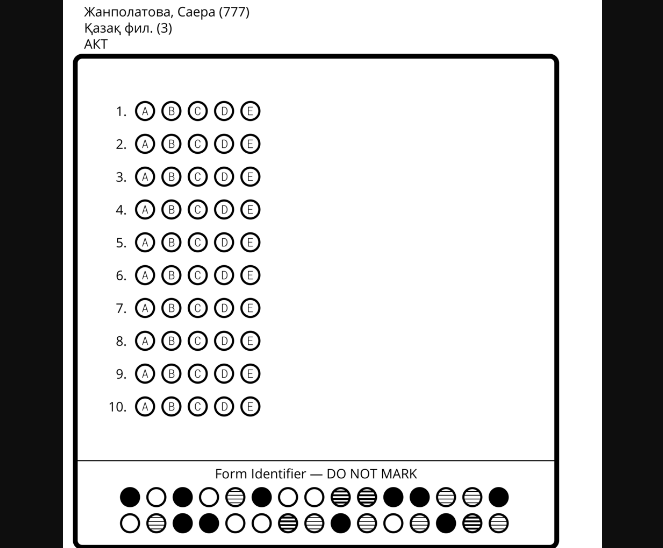 Жанполатова, Саера (777)
Қазақ фил. (3)
АКТ
1. A B C D E
2. A B C D E
3. A B C D E
4. A B C D E
5. A B C D E
6. A B C D E
7. A B C D E
8. A B C D E
9. A B C D E
10. A B C D E
Form Identifier — DO NOT MARK